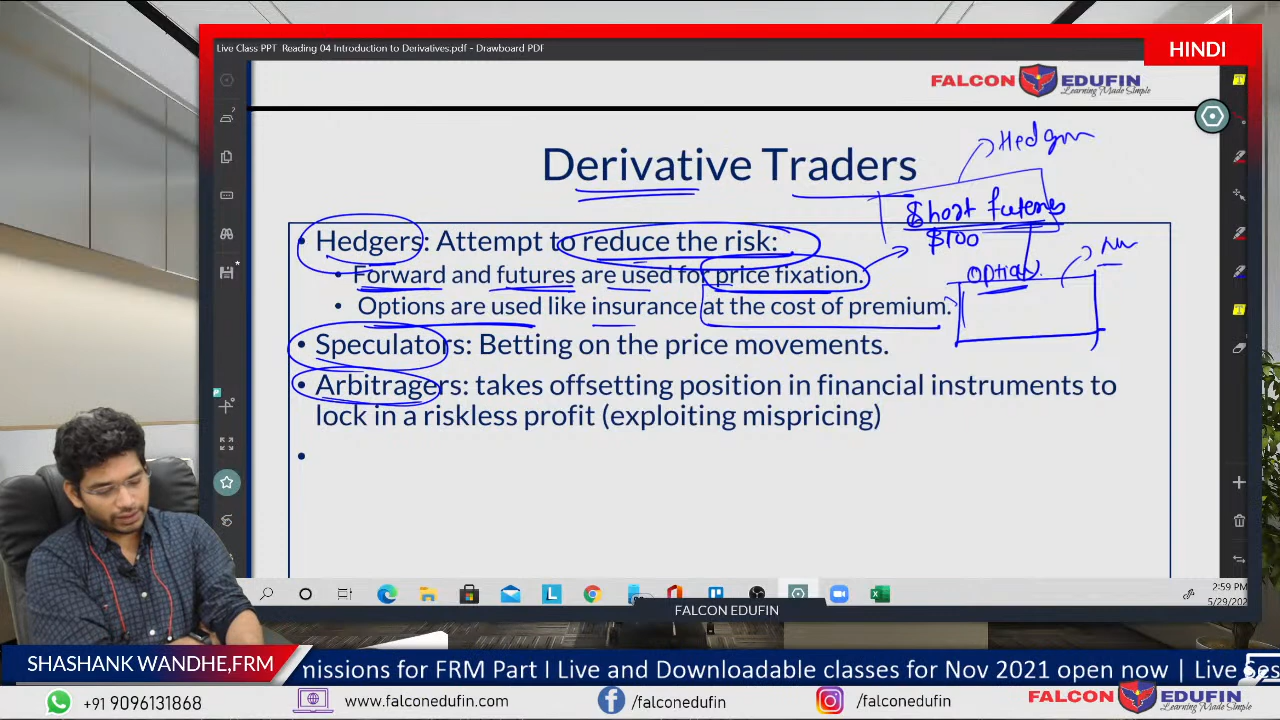 Live Class PPT Reading 04 Introduction to Derivatives.pdf - Drawboard PDF
HINDI
FALCON EDUFIN
Learning Made Simple
Derivative Traders
• Hedgers: Attempt to reduce the risk:
• Forward and futures are used for price fixation.
• Options are used like insurance at the cost of premium.
• Speculators: Betting on the price movements.
• Arbitragers: takes offsetting position in financial instruments to
lock in a riskless profit (exploiting mispricing)
•
Short futures
$100
option
2:59 PM
5/29/202
FALCON EDUFIN
SHASHANK WANDHE,FRM
missions for FRM Part I Live and Downloadable classes for Nov 2021 open now | Live Ses
+91 9096131868
www.falconedufin.com
/falconedufin
/falconedufin
FALCON EDUFIN
Learning Made Simple